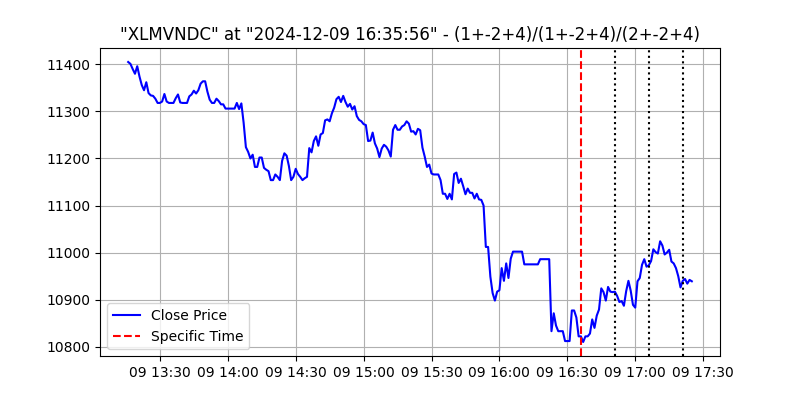 "XLMVNDC" at "2024-12-09 16:35:56" - (1+-2+4)/(1+-2+4)/(2+-2+4)
11400
11300
11200
11100
11000
10900
10800
Close Price
Specific Time
09 13:30 09 14:00 09 14:30 09 15:00 09 15:30 09 16:00 09 16:30 09 17:00 09 17:30